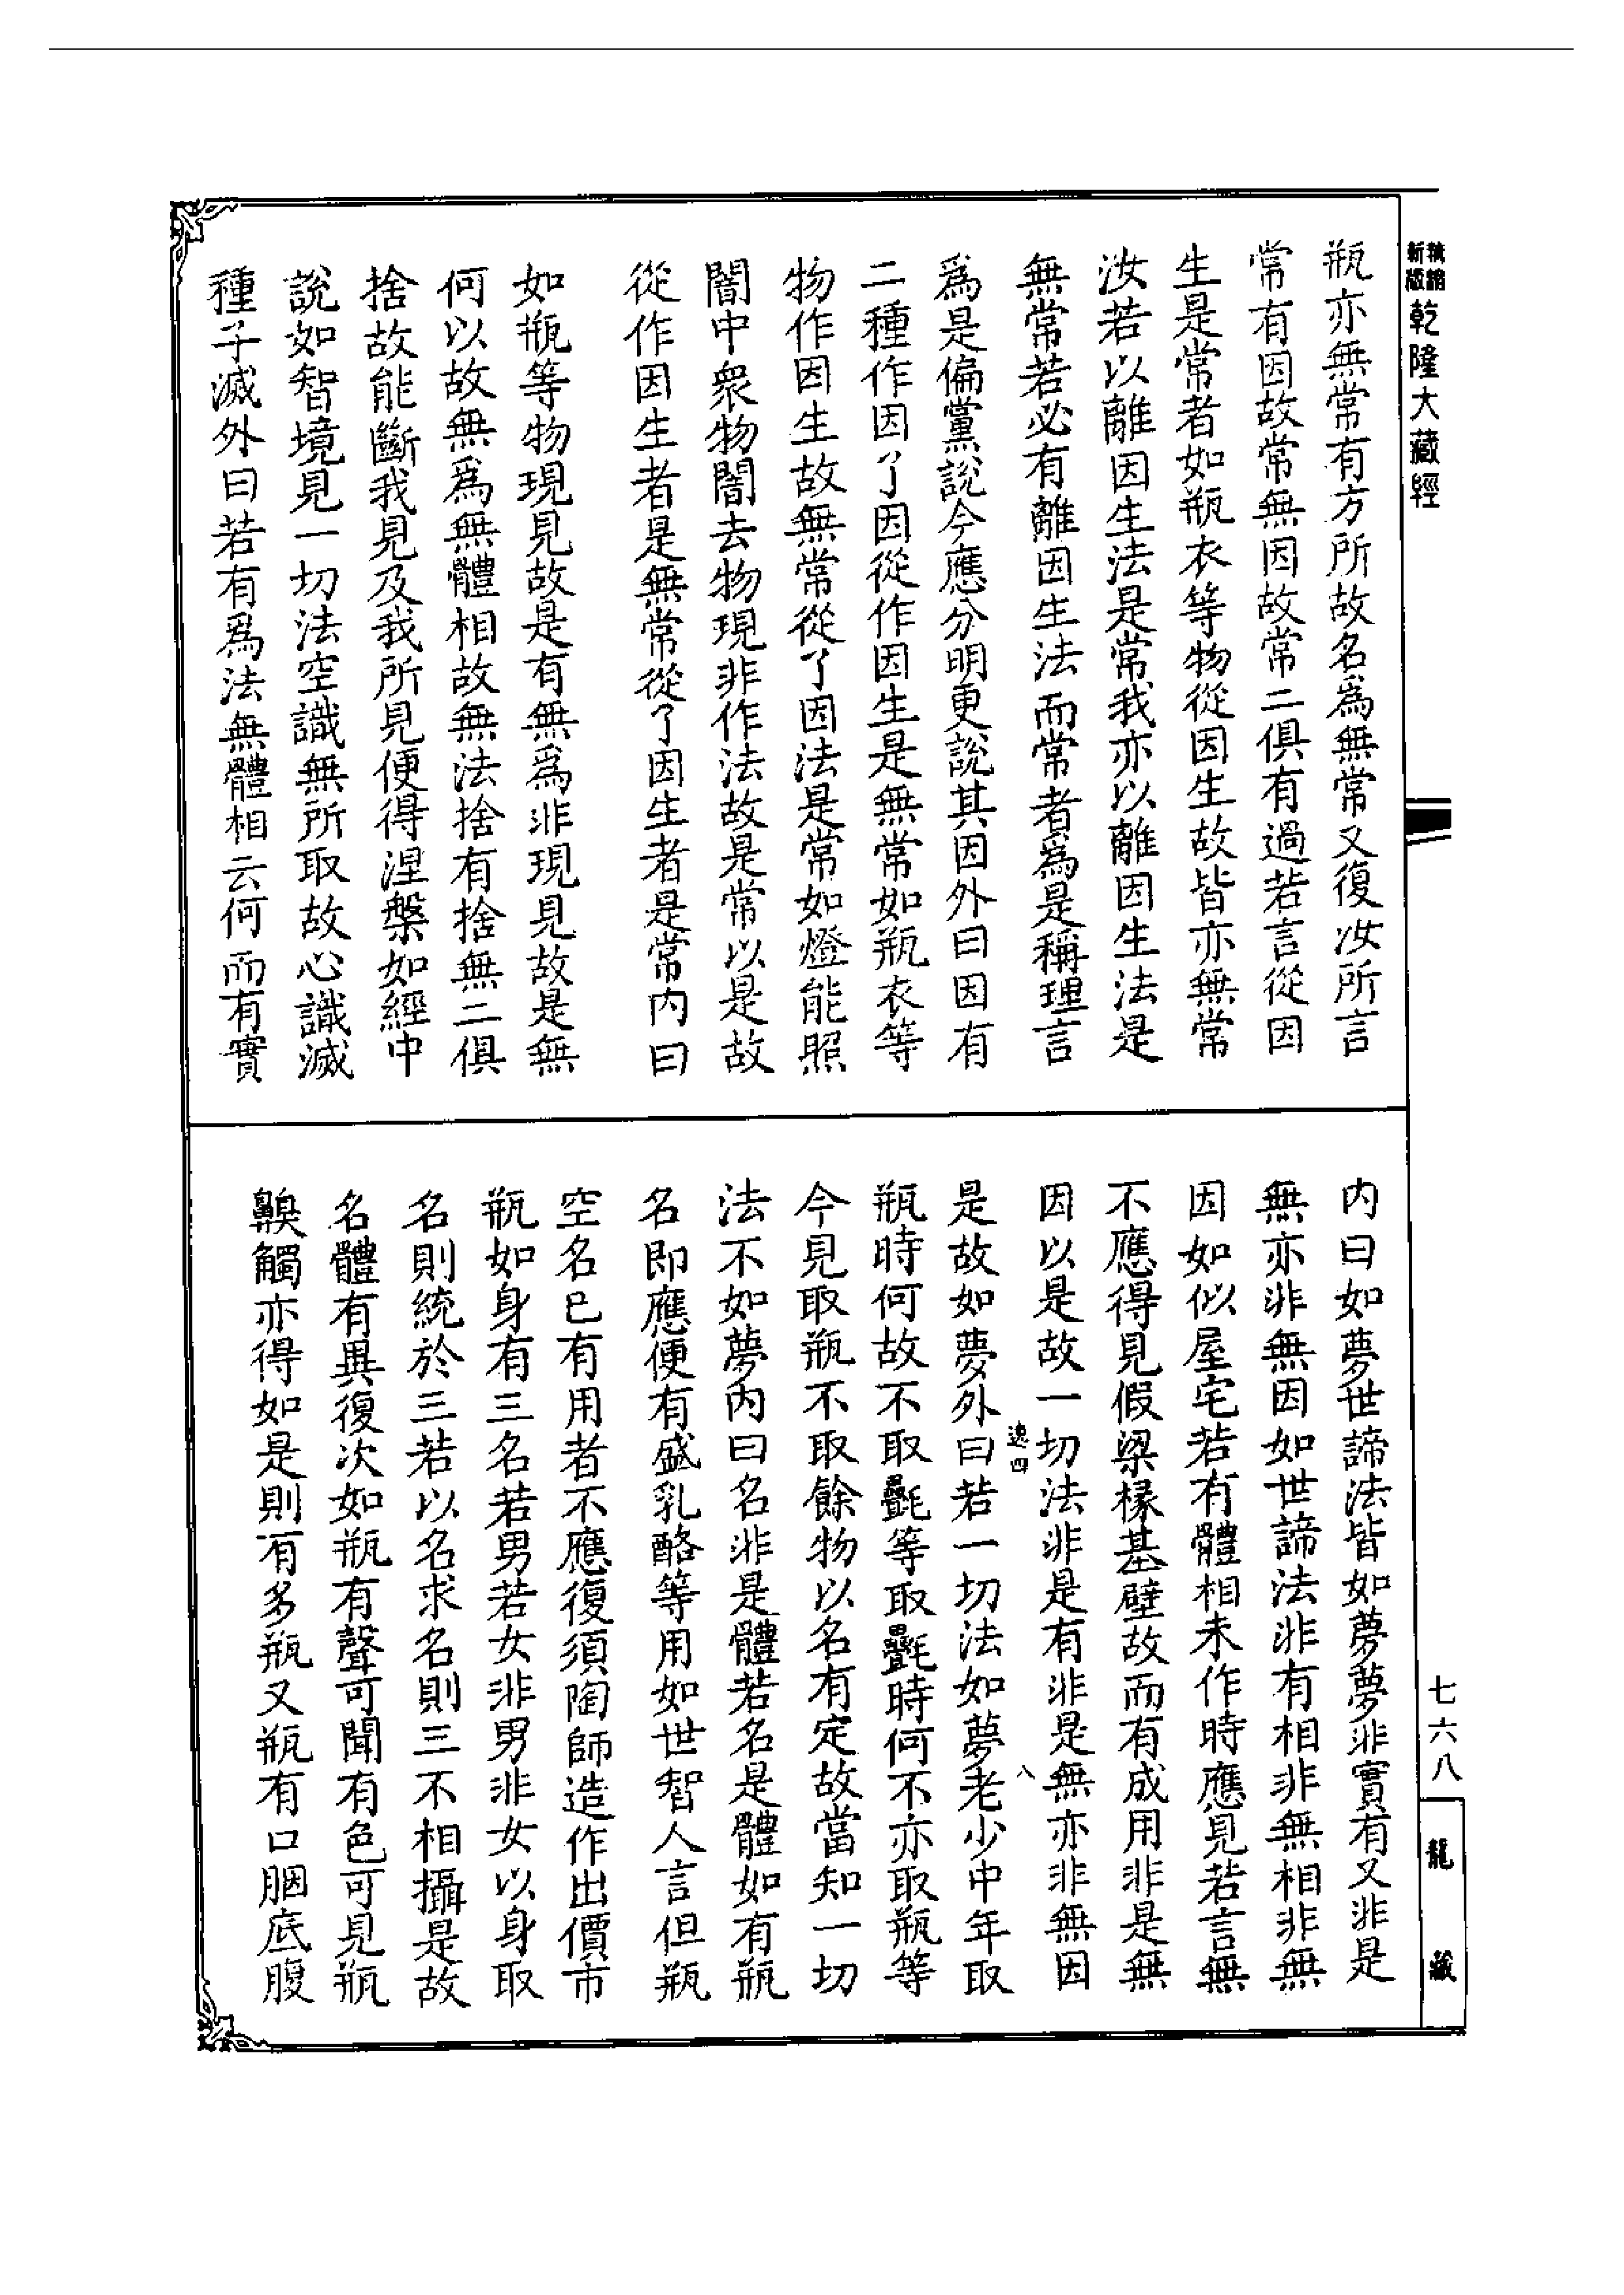 新版
縮
乾隆大藏經
瓶亦無常有方所故名爲無常又復汝所言
常有因故常無因故常二俱有過若言從因
生是常者如瓶衣等物從因生故皆亦無常
汝若以離因生法是常我亦以離因生法是
無常若必有離因生法而常者爲是稱理言
爲是偏黨說今應分明更說其因外曰因有
二種作因了因從作因生是無常如瓶衣等
物作因生故無常從了因法是常如燈能照
闇中衆物闇去物現非作法故是常以是故
從作因生者是無常從了因生者是常内曰
如瓶等物現見故是有無爲非現見故是無
何以故無爲無體相故無法捨有捨無二俱
捨故能斷我見及我所見便得涅槃如經中
說如智境見一切法空識無所取故心識滅
種子滅外曰若有爲法無體相云何而有實
内曰如夢世諦法皆如夢夢非實有又非是
無亦非無因如世諦法非有相非無相非無
因如似屋宅若有體相未作時應見若言無
不應得見假梁椽基壁故而有成用非是無
因以是故一切法非是有非是無亦非無因
逸四
八
是故如夢外曰若一切法如夢老少中年取
瓶時何故不取㲲等取㲲時何不亦取瓶等
今見取瓶不取餘物以名有定故當知一切
法不如夢内曰名非是體若名是體如有瓶
名即應便有盛乳酪等用如世智人言但瓶
空名已有用者不應復須陶師造作出價市
瓶如身有三名若男若女非男非女以身取
名則統於三若以名求名則三不相攝是故
名體有異復次如瓶有聲可聞有色可見瓶
齅觸亦得如是則有多瓶又瓶有口胭底腹
七六八
龍藏